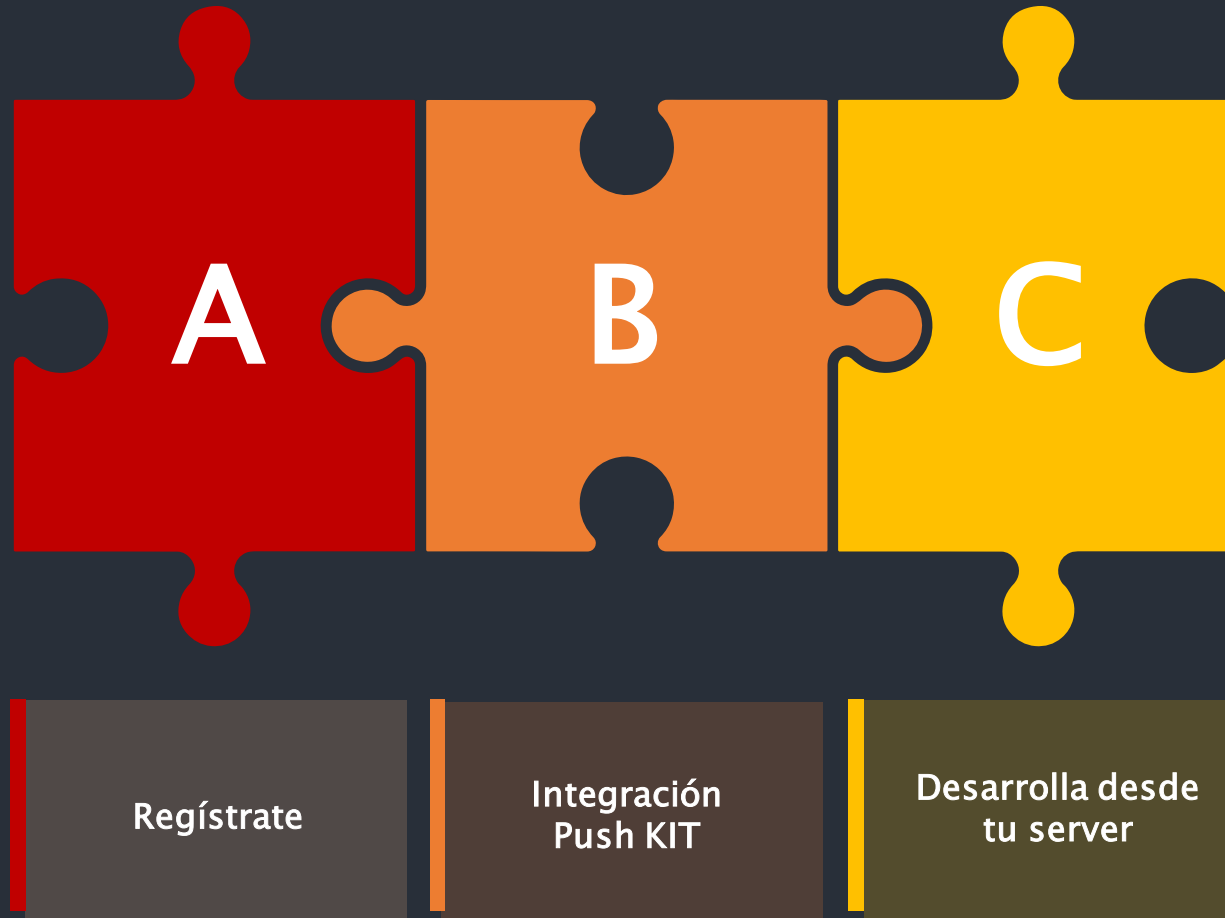 A
B
C
Regístrate
Integración
Push KIT
Desarrolla desde
tu server